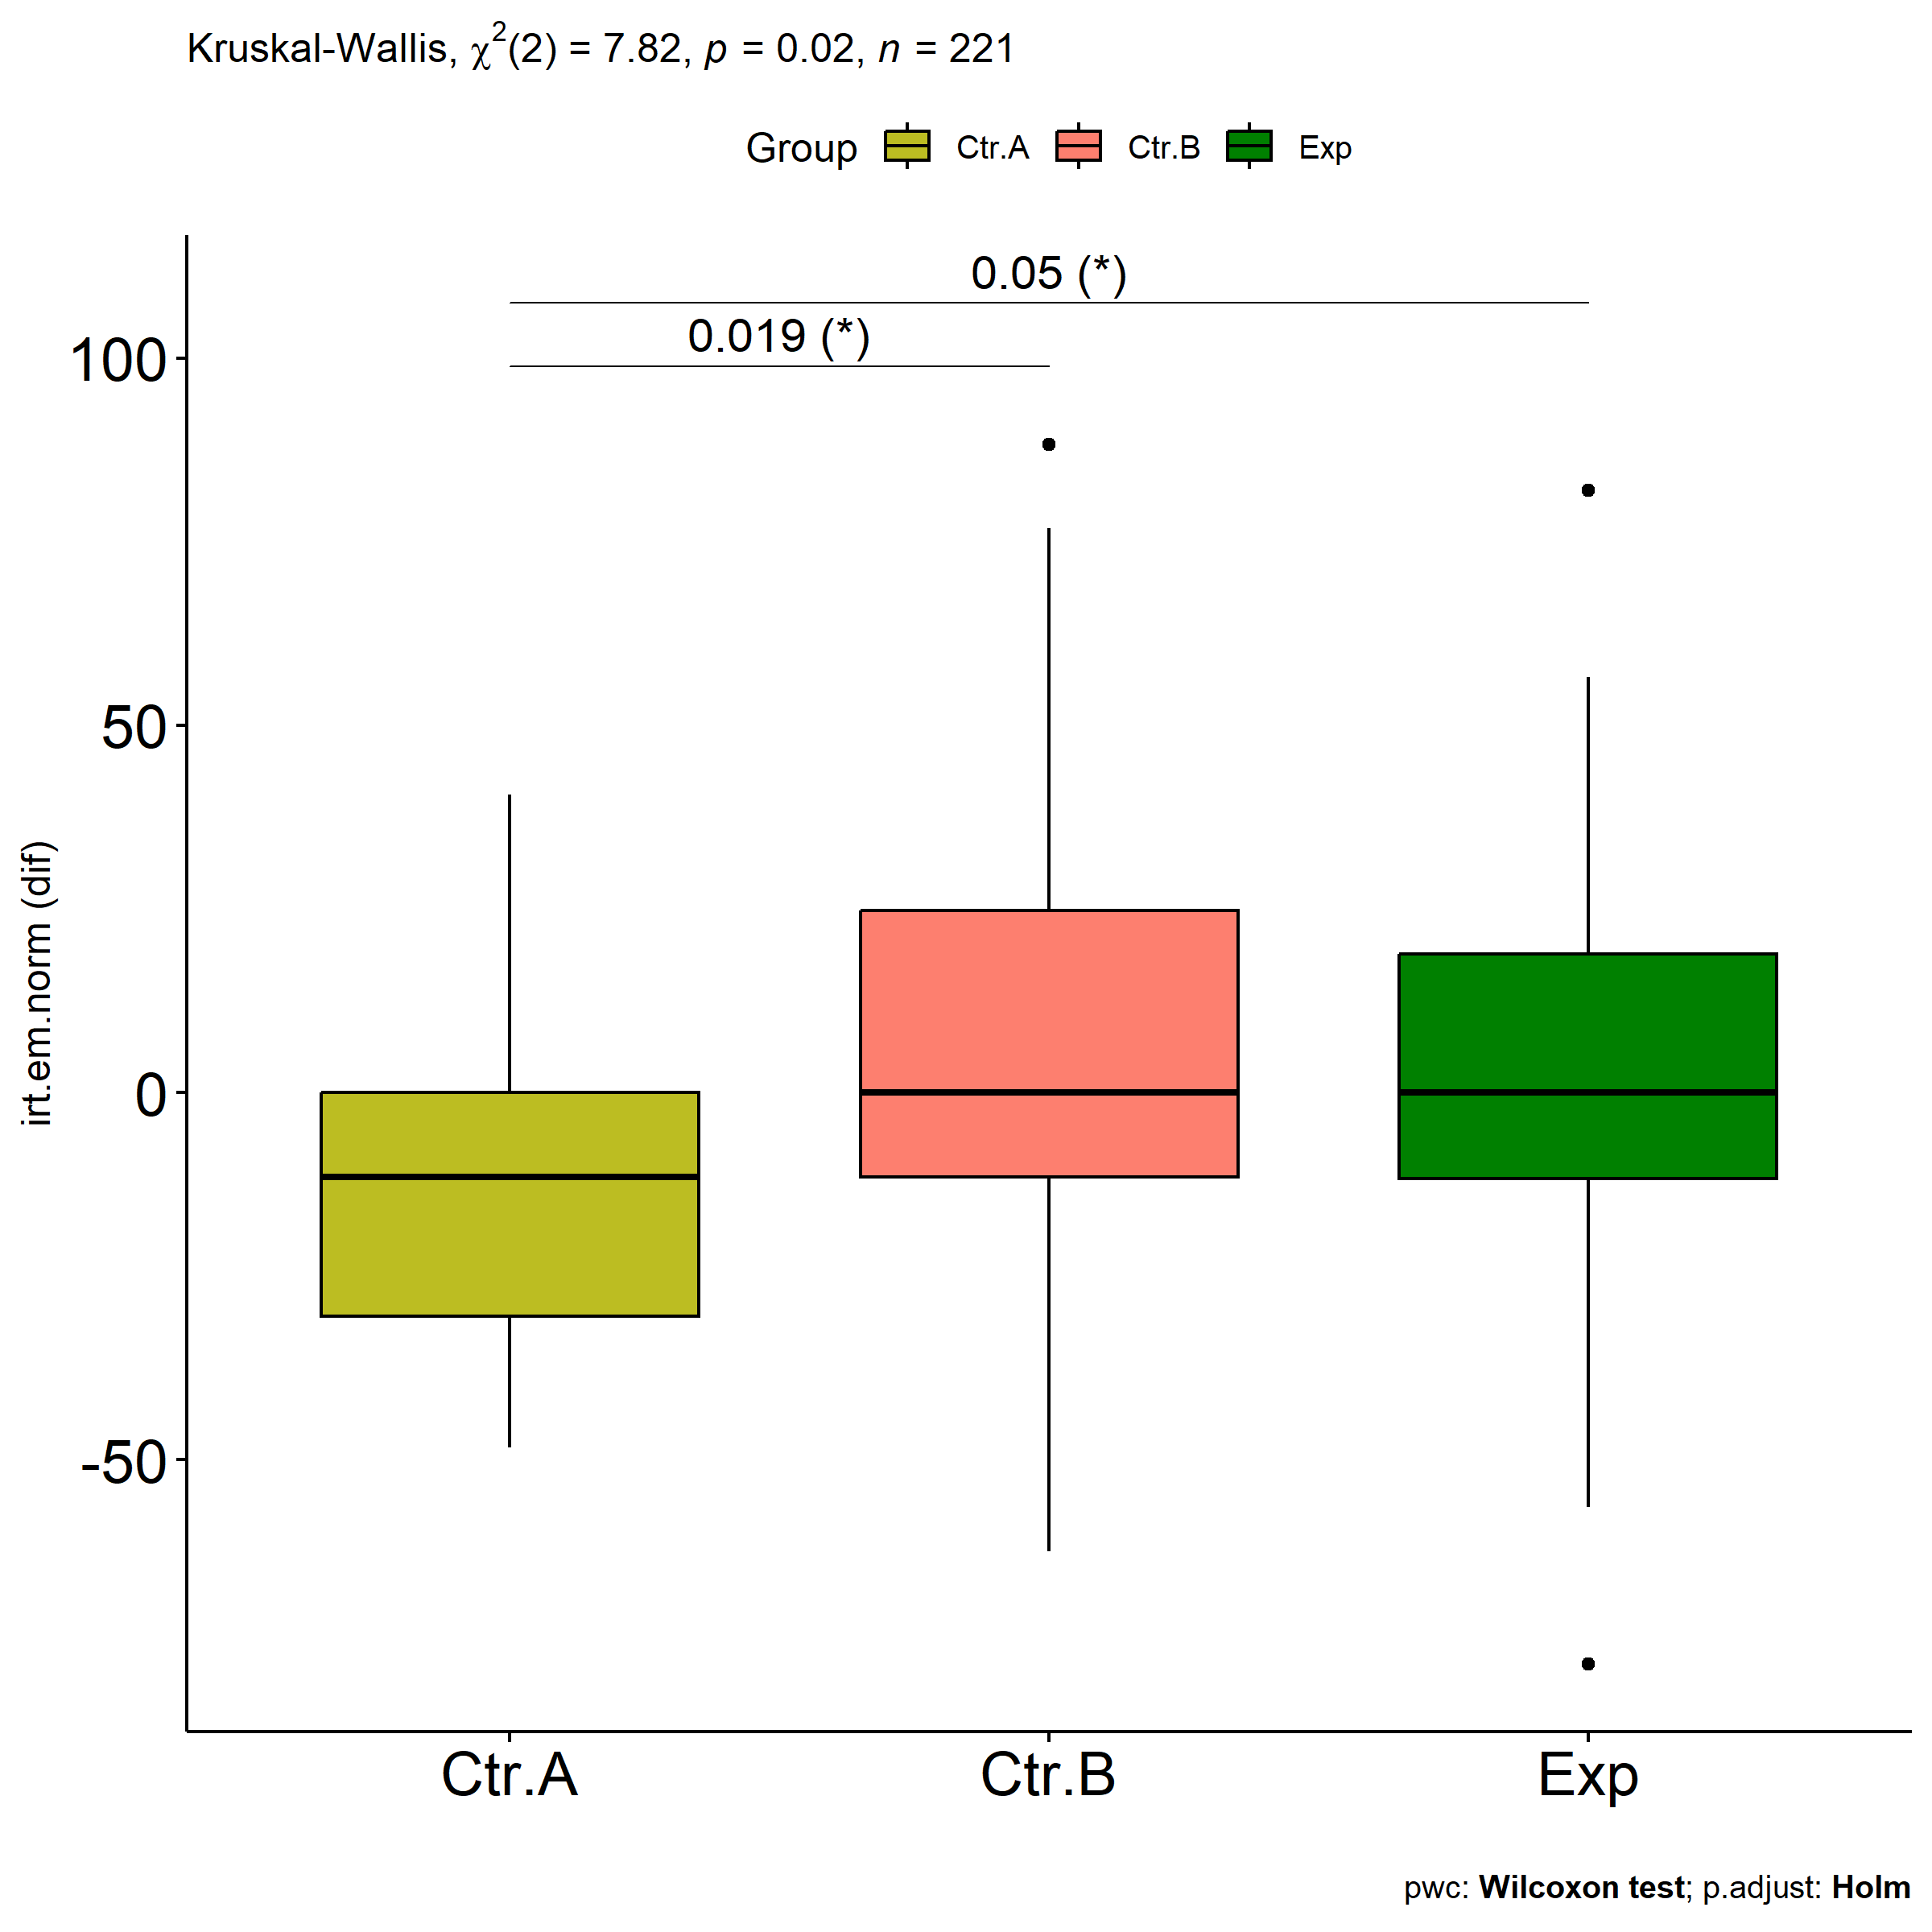 Kruskal-Wallis, χ²(2) = 7.82, p = 0.02, n = 221
Group Ctr.A Ctr.B Exp
0.05 (*)
0.019 (*)
100
50
0
-50
irt.em.norm (dif)
Ctr.A Ctr.B Exp
pwc: Wilcoxon test; p.adjust: Holm